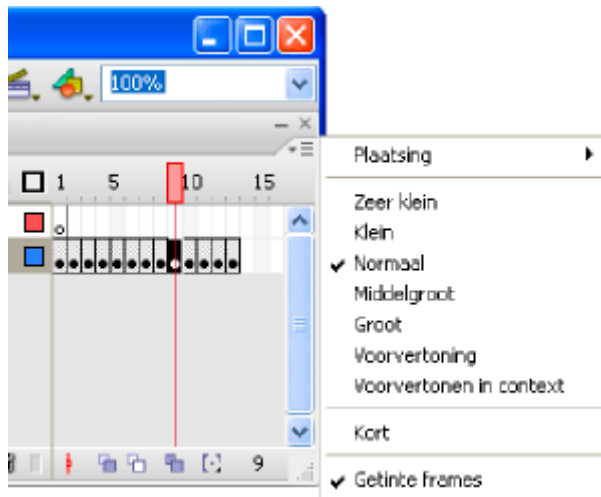 100%
1 5 10 15
9
Plaatsing
Zeer klein
Klein
Normaal
Middelgroot
Groot
Voorvertoning
Voorvertonen in context
Kort
Getinte frames